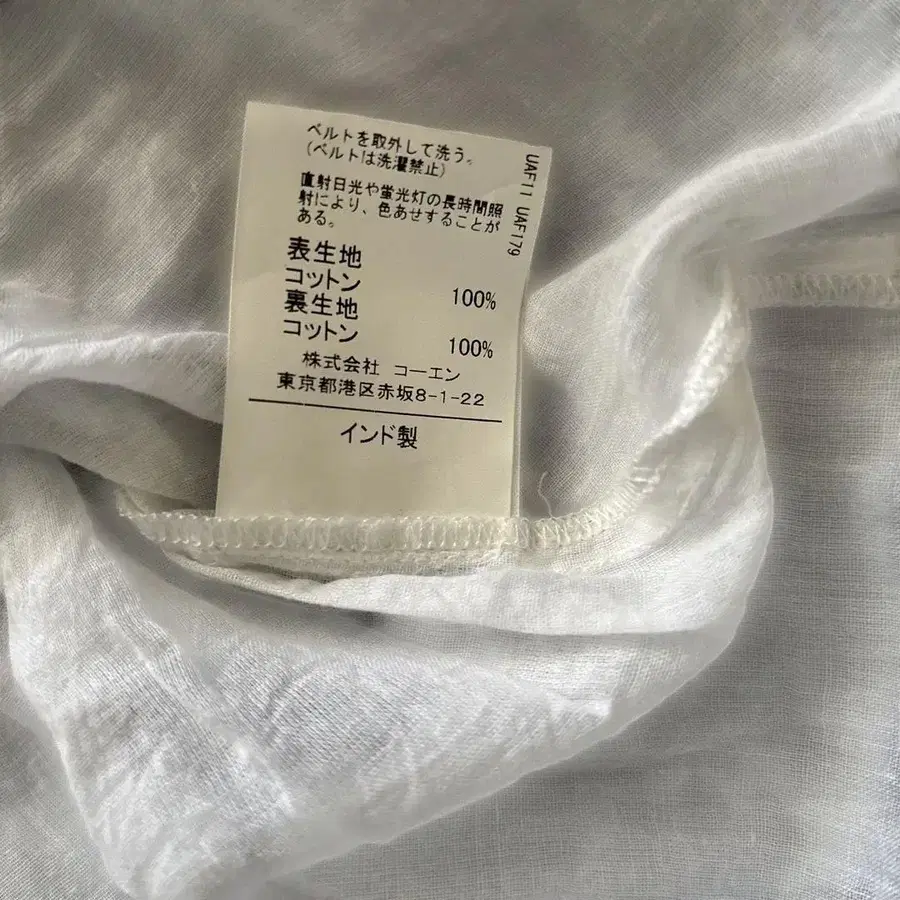 ベルトを取外して洗う。
(ベルトは洗濯禁止)
直射日光や蛍光灯の長時間照
射により、色あせすることが
ある。
表生地
コットン 100%
裏生地
コットン 100%
株式会社 コーエン
東京都港区赤坂8-1-22
インド製
UAF11 UAF179